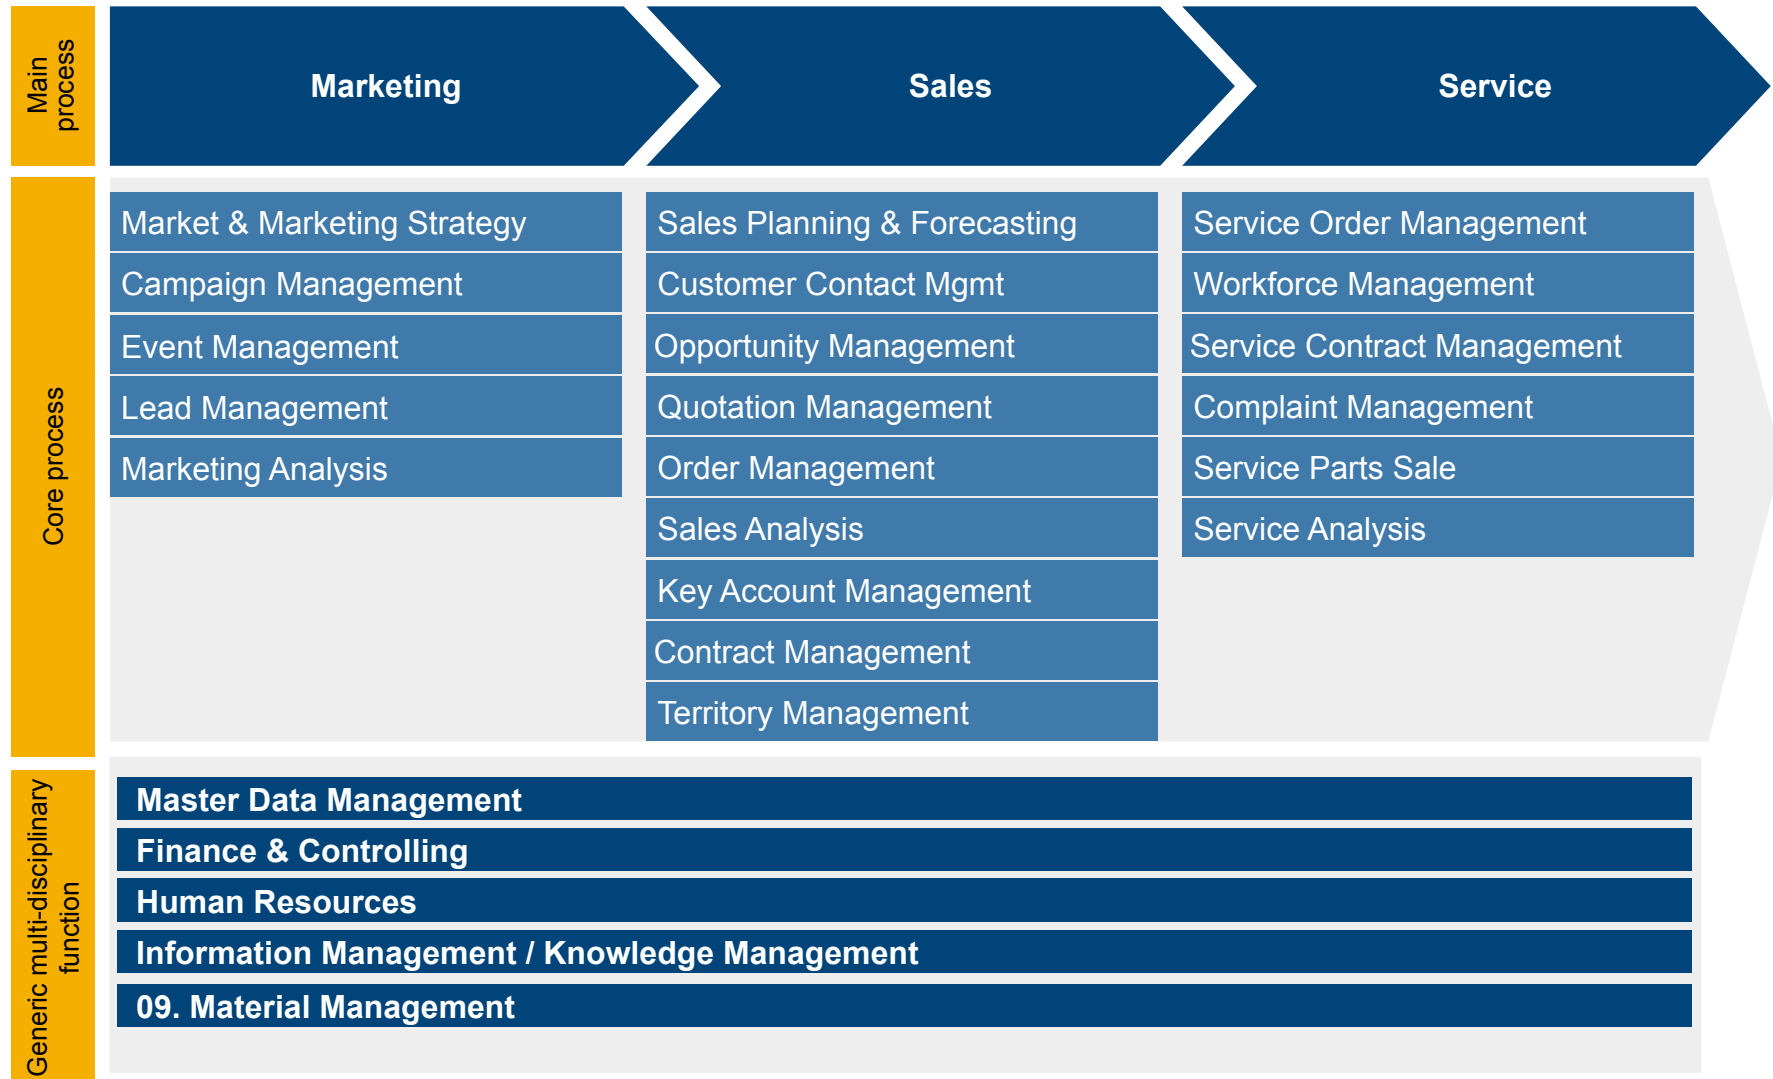 Main
process
Marketing
Sales
Service
Core process
Market & Marketing Strategy
Campaign Management
Event Management
Lead Management
Marketing Analysis
Sales Planning & Forecasting
Customer Contact Mgmt
Opportunity Management
Quotation Management
Order Management
Sales Analysis
Key Account Management
Contract Management
Territory Management
Service Order Management
Workforce Management
Service Contract Management
Complaint Management
Service Parts Sale
Service Analysis
Generic multi-disciplinary
function
Master Data Management
Finance & Controlling
Human Resources
Information Management / Knowledge Management
09. Material Management